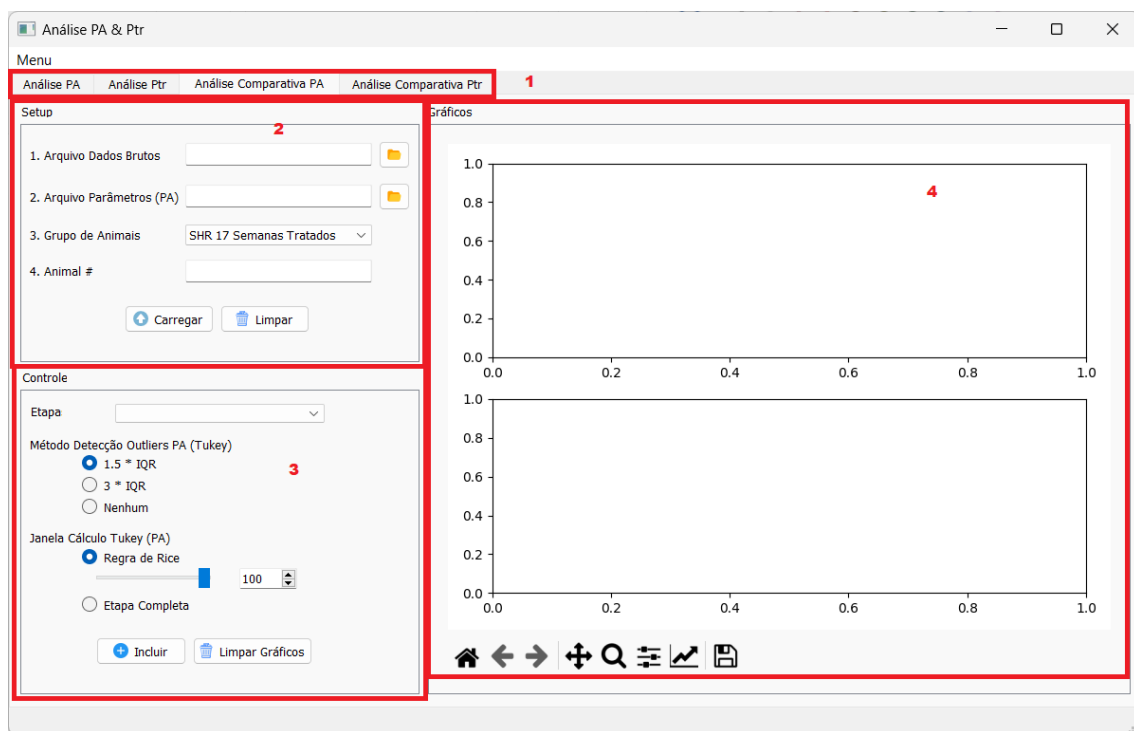 Análise PA & Ptr
Menu
Análise PA Análise Ptr Análise Comparativa PA Análise Comparativa Ptr 1
Setup
2
1. Arquivo Dados Brutos
2. Arquivo Parâmetros (PA)
3. Grupo de Animais SHR 17 Semanas Tratados
4. Animal #
Carregar Limpar
Controle
Etapa
Método Detecção Outliers PA (Tukey)
1.5 * IQR
3
3 * IQR
Nenhum
Janela Cálculo Tukey (PA)
Regra de Rice
100
Etapa Completa
Incluir Limpar Gráficos
Gráficos
4
1.0
0.8
0.6
0.4
0.2
0.0
0.0 0.2 0.4 0.6 0.8 1.0
1.0
0.8
0.6
0.4
0.2
0.0
0.0 0.2 0.4 0.6 0.8 1.0